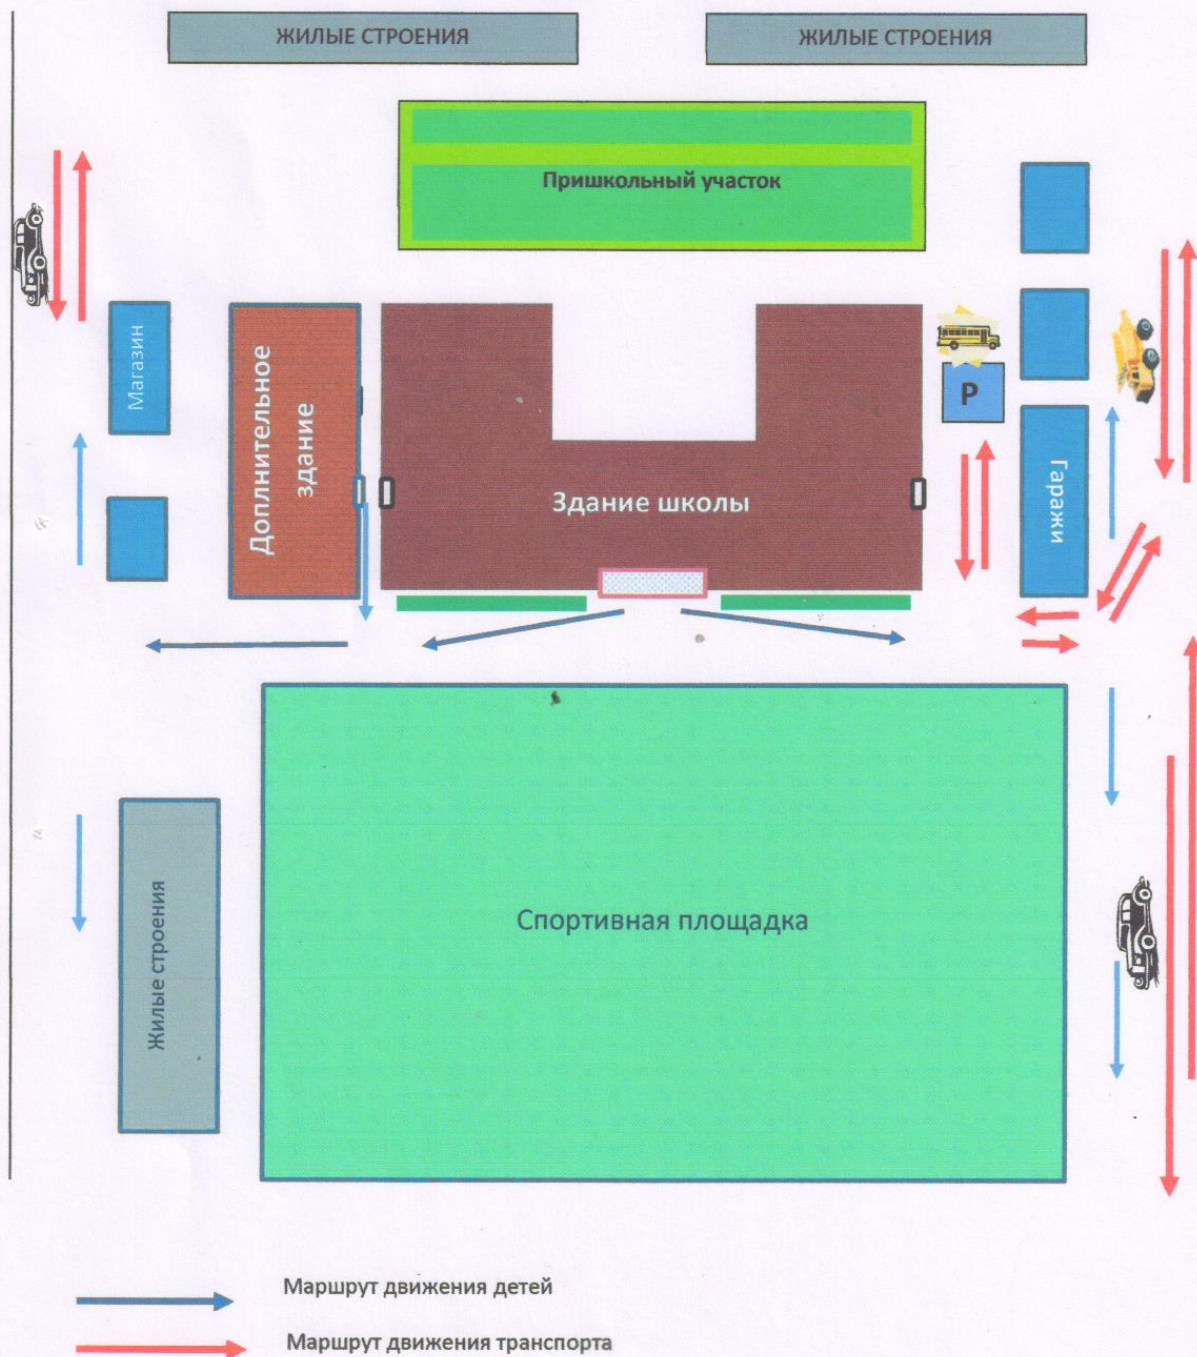 ЖИЛЫЕ СТРОЕНИЯ
ЖИЛЫЕ СТРОЕНИЯ
Пришкольный участок
Магазин
Доплнительное
здание
Здание школы
Р
Гаражи
Жилые строения
Спортивная площадка
Маршрут движения детей
Маршрут движения транспорта